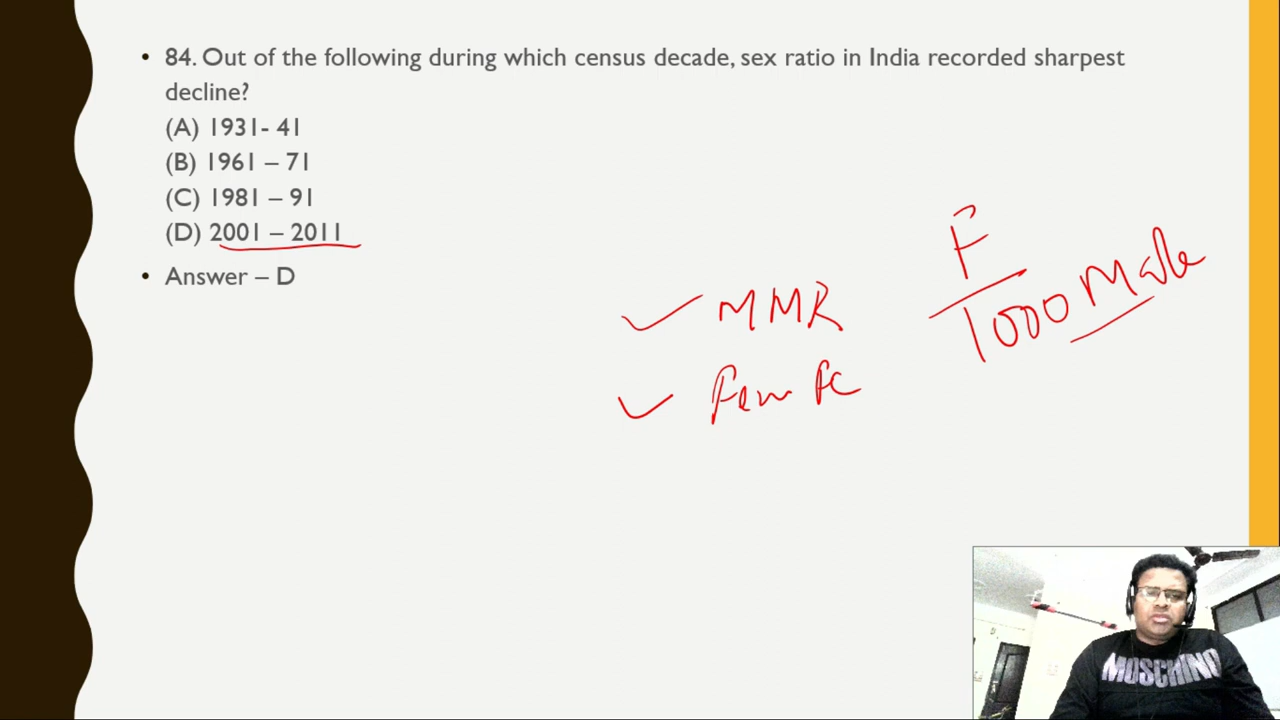 • 84. Out of the following during which census decade, sex ratio in India recorded sharpest
decline?
(A) 1931- 41
(B) 1961 – 71
(C) 1981 – 91
(D) 2001 – 2011
• Answer – D
F
1000 Male
MMR
MOSCHINO